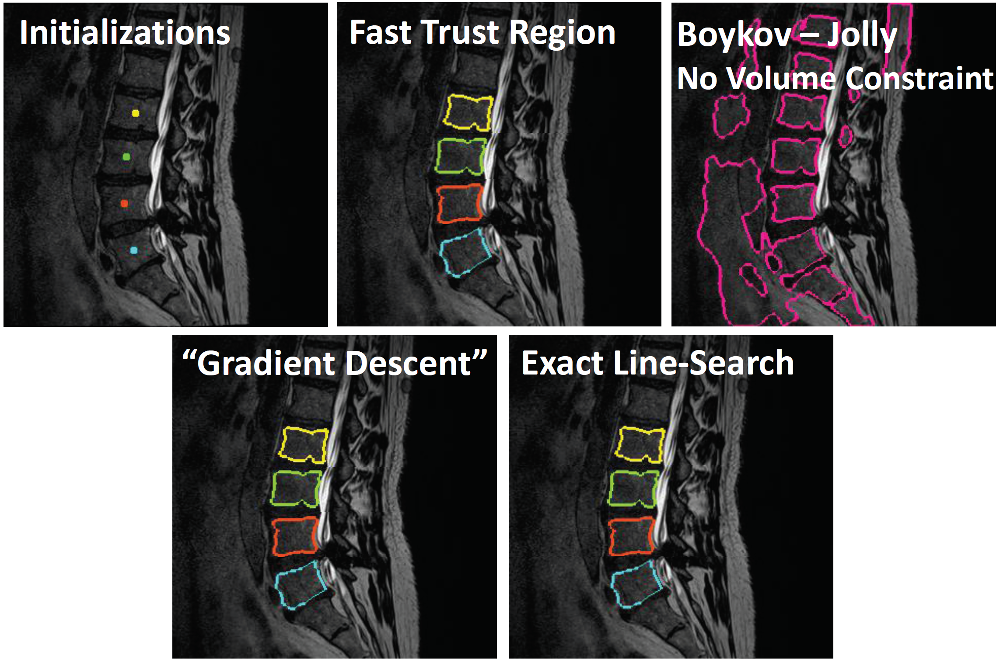 Initializations
Fast Trust Region
Boykov – Jolly
No Volume Constraint
“Gradient Descent”
Exact Line-Search